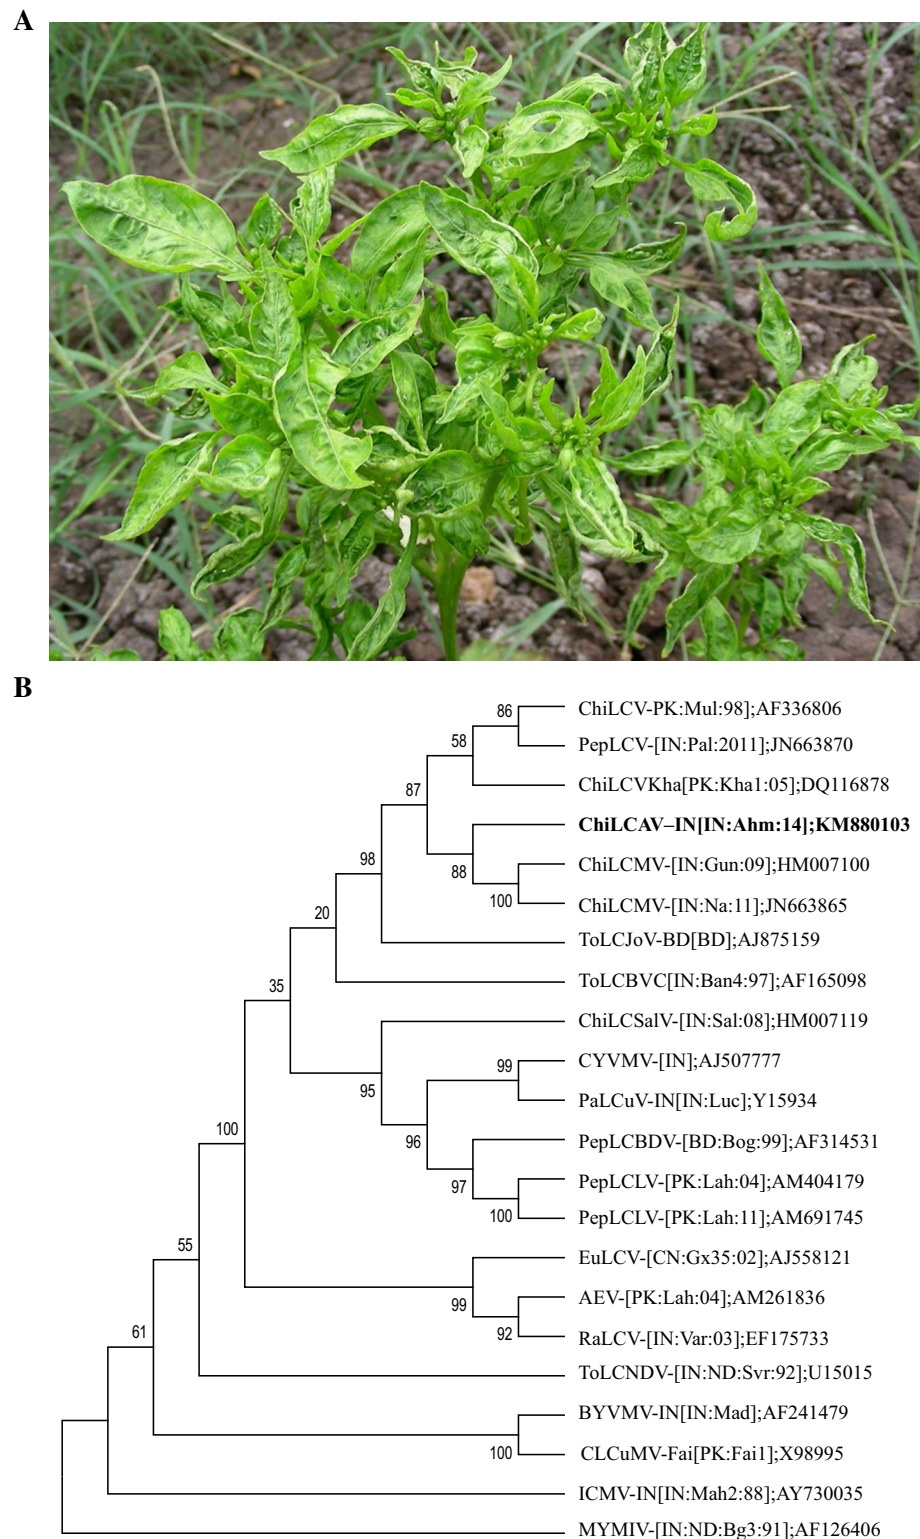 A
B
86
ChiLCV-PK:Mul:98];AF336806
58
PepLCV-[IN:Pal:2011];JN663870
87
ChiLCVKha[PK:Kha1:05];DQ116878
ChiLCAV–IN[IN:Ahm:14];KM880103
98
88
ChiLCMV-[IN:Gun:09];HM007100
100
ChiLCMV-[IN:Na:11];JN663865
20
ToLCJoV-BD[BD];AJ875159
35
ToLCBVC[IN:Ban4:97];AF165098
ChiLCSalV-[IN:Sal:08];HM007119
99
CYVMV-[IN];AJ507777
95
PaLCuV-IN[IN:Luc];Y15934
100
96
PepLCBDV-[BD:Bog:99];AF314531
97
PepLCLV-[PK:Lah:04];AM404179
100
PepLCLV-[PK:Lah:11];AM691745
55
EuLCV-[CN:Gx35:02];AJ558121
99
AEV-[PK:Lah:04];AM261836
61
92
RaLCV-[IN:Var:03];EF175733
ToLCNDV-[IN:ND:Svr:92];U15015
BYVMV-IN[IN:Mad];AF241479
100
CLCuMV-Fai[PK:Fai1];X98995
ICMV-IN[IN:Mah2:88];AY730035
MYMIV-[IN:ND:Bg3:91];AF126406